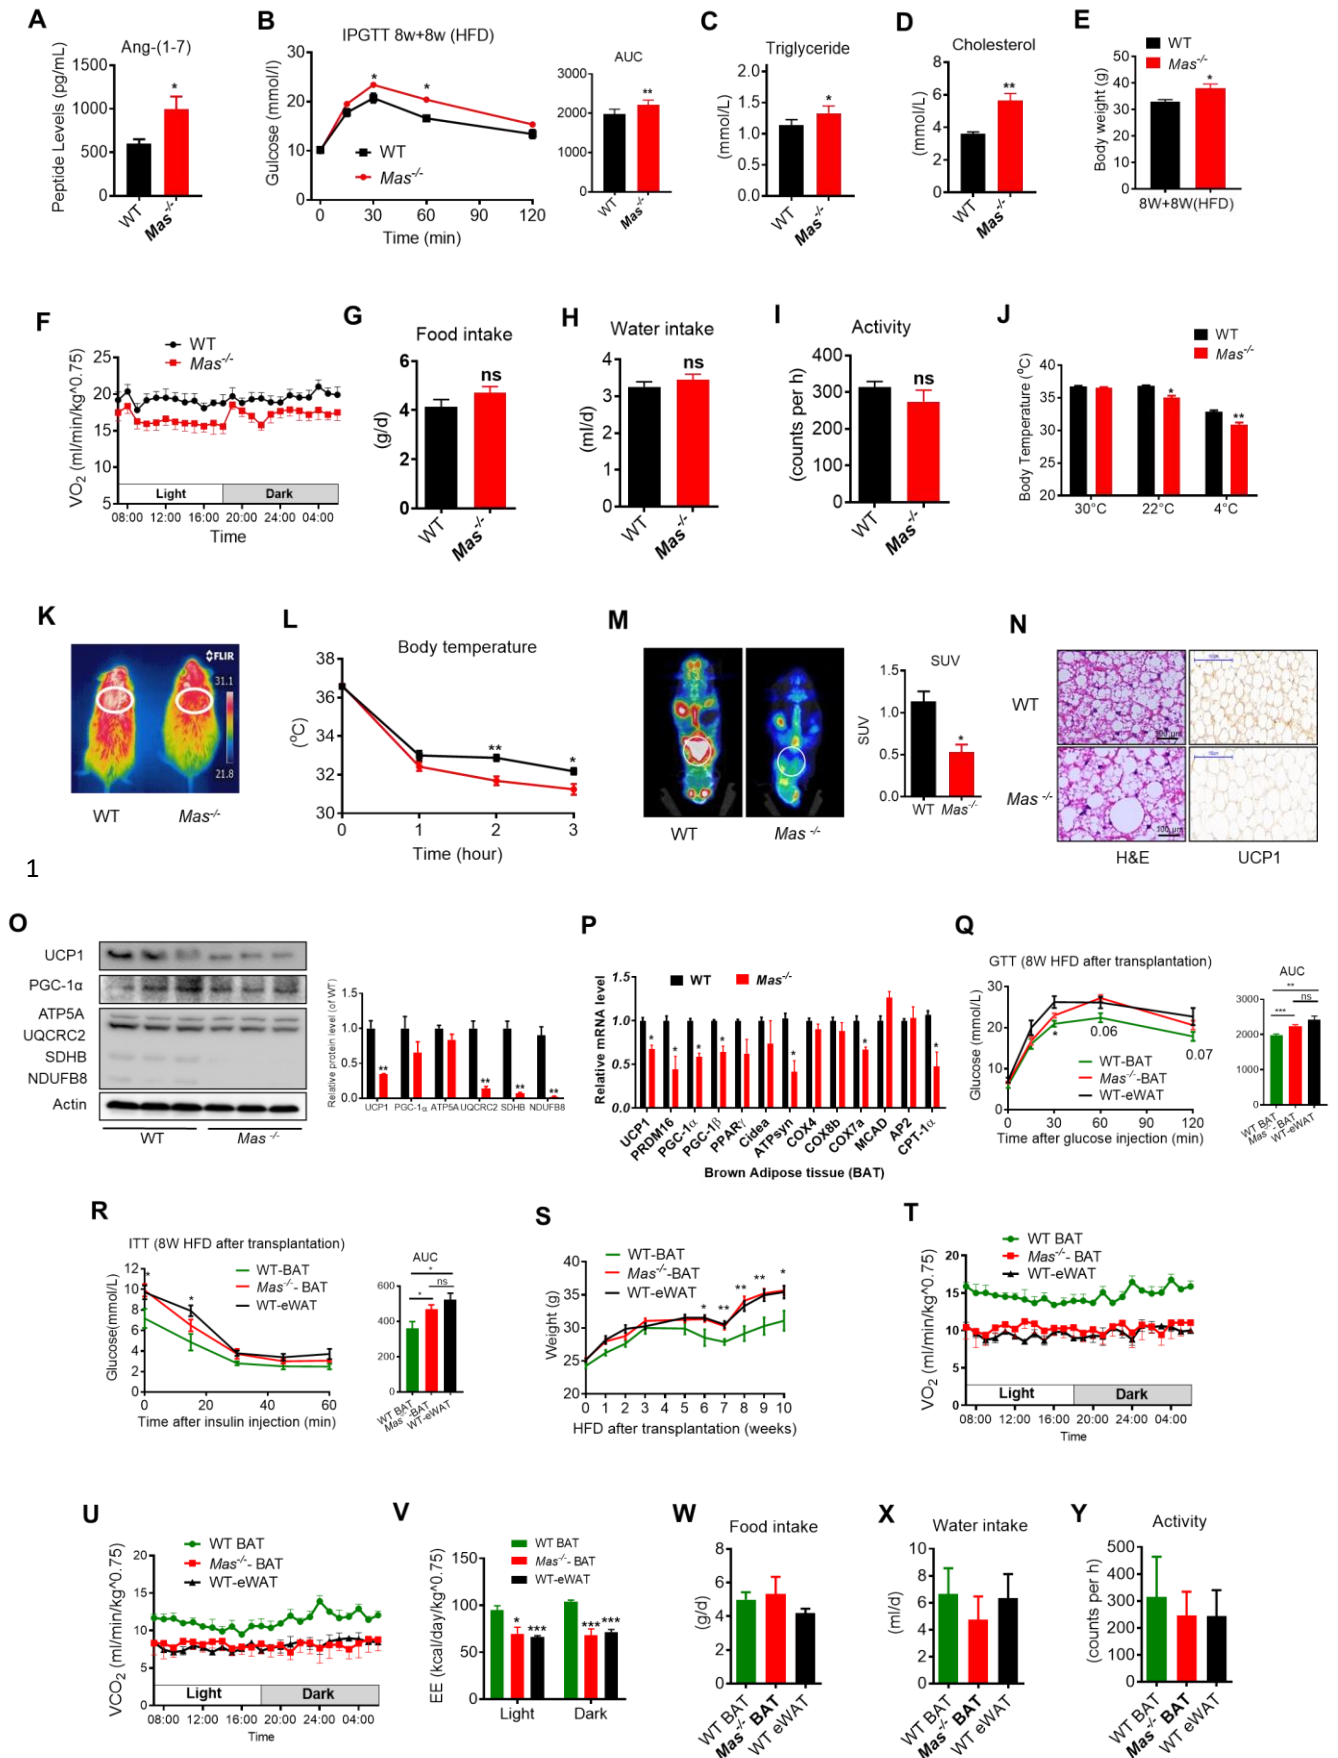 A
Ang-(1-7)
Peptide Levels (pg/mL)
1500
1000
500
0
*
WT
Mas-/-
B
IPGTT 8w+8w (HFD)
Gulcose (mmol/l)
30
20
10
0
* *
WT
Mas-/-
0 30 60 90 120
Time (min)
AUC
3000
2000
1000
0
**
WT
Mas-/-
C
Triglyceride
(mmol/L)
2.0
1.5
1.0
0.5
0.0
*
WT
Mas-/-
D
Cholesterol
(mmol/L)
8
6
4
2
0
**
WT
Mas-/-
E
WT
Mas-/-
Body weight (g)
50
40
30
20
10
0
*
8W+8W(HFD)
F
WT
Mas-/-
VO2 (ml/min/kg^0.75)
25
20
15
10
5
Light Dark
08:00 12:00 16:00 20:00 24:00 04:00
Time
G
Food intake
(g/d)
6
4
2
0
ns
WT
Mas-/-
H
Water intake
(ml/d)
4
3
2
1
0
ns
WT
Mas-/-
I
Activity
(counts per h)
400
300
200
100
0
ns
WT
Mas-/-
J
WT
Mas-/-
Body Temperature (°C)
40
35
30
25
20
* **
30°C 22°C 4°C
K
FLIR
31.1
21.8
WT Mas-/-
L
Body temperature
(°C)
38
36
34
32
30
** *
0 1 2 3
Time (hour)
M
WT Mas-/-
SUV
SUV
1.5
1.0
0.5
0.0
*
WT Mas-/-
N
WT
Mas-/-
100 μm
H&E UCP1
1
O
UCP1
PGC-1α
ATP5A
UQCRC2
SDHB
NDUFB8
Actin
WT Mas-/-
Relative protein level (of WT)
1.5
1.0
0.5
0.0
** ** ** **
UCP1 PGC-1α ATP5A UQCRC2 SDHB NDUFB8
P
WT Mas-/-
Relative mRNA level
1.5
1.0
0.5
0.0
* * * * * * *
UCP1 PRDM16 PGC-1α PGC-1β PPARγ Cidea ATPsyn COX4 COX8b COX7a MCAD AP2 CPT-1α
Brown Adipose tissue (BAT)
Q
GTT (8W HFD after transplantation)
Glucose (mmol/L)
30
20
10
0
*
0.06
0.07
WT-BAT
Mas-/-BAT
WT-eWAT
0 30 60 90 120
Time after glucose injection (min)
AUC
3000
2000
1000
0
**
ns
***
WT BAT
Mas-/- BAT
WT-eWAT
R
ITT (8W HFD after transplantation)
Glucose(mmol/L)
12
10
8
6
4
2
0
* *
WT-BAT
Mas-/- BAT
WT-eWAT
0 20 40 60
Time after insulin injection (min)
AUC
600
400
200
0
*
ns
*
WT BAT
Mas-/-BAT
WT-eWAT
S
WT-BAT
Mas-/-BAT
WT-eWAT
Weight (g)
40
35
30
25
20
* ** ** ** *
0 1 2 3 4 5 6 7 8 9 10
HFD after transplantation (weeks)
T
WT BAT
Mas-/- BAT
WT-eWAT
VO2 (ml/min/kg^0.75)
20
15
10
5
0
Light Dark
08:00 12:00 16:00 20:00 24:00 04:00
Time
U
WT BAT
Mas-/- BAT
WT-eWAT
VCO2 (ml/min/kg^0.75)
20
15
10
5
0
Light Dark
08:00 12:00 16:00 20:00 24:00 04:00
Time
V
WT BAT
Mas-/- BAT
WT-eWAT
EE (kcal/day/kg^0.75)
150
100
50
0
* *** *** ***
Light Dark
W
Food intake
(g/d)
8
6
4
2
0
WT BAT
Mas-/- BAT
WT eWAT
X
Water intake
(ml/d)
10
8
6
4
2
0
WT BAT
Mas-/- BAT
WT eWAT
Y
Activity
(counts per h)
500
400
300
200
100
0
WT BAT
Mas-/- BAT
WT eWAT